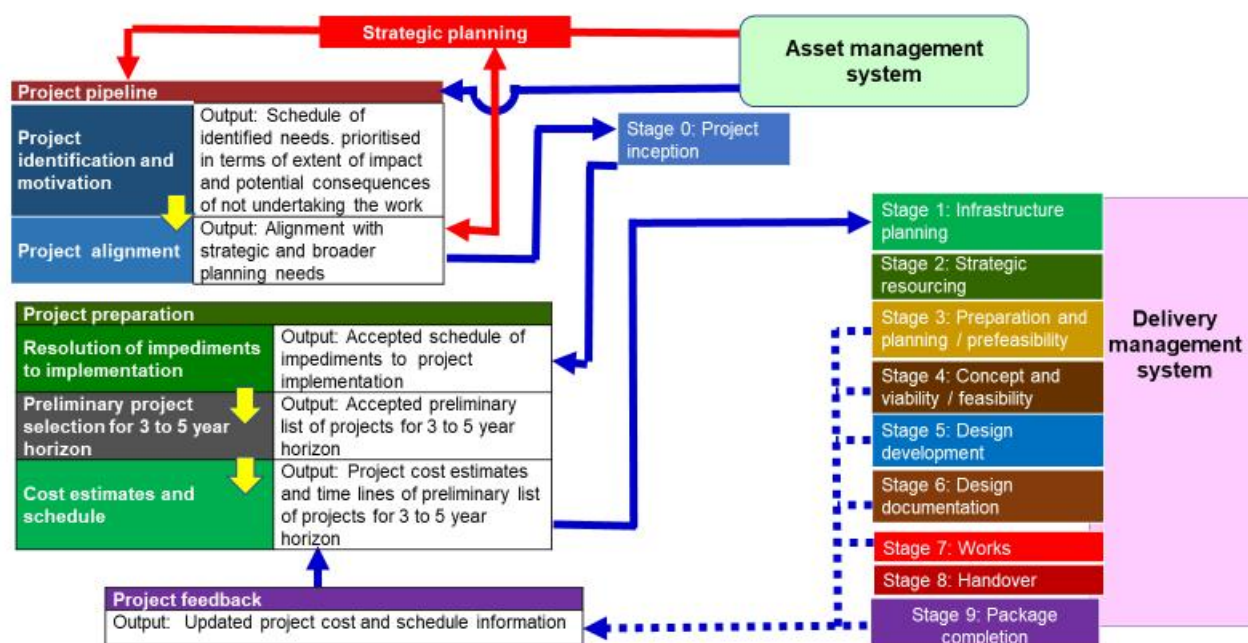 Strategic planning
Asset management
system
Project pipeline
Project
identification and
motivation
Output: Schedule of
identified needs. prioritised
in terms of extent of impact
and potential consequences
of not undertaking the work
Project alignment
Output: Alignment with
strategic and broader
planning needs
Stage 0: Project
inception
Project preparation
Resolution of impediments
to implementation
Output: Accepted schedule of
impediments to project
implementation
Preliminary project
selection for 3 to 5 year
horizon
Output: Accepted preliminary
list of projects for 3 to 5 year
horizon
Cost estimates and
schedule
Output: Project cost estimates
and time lines of preliminary list
of projects for 3 to 5 year
horizon
Project feedback
Output: Updated project cost and schedule information
Stage 1: Infrastructure
planning
Stage 2: Strategic
resourcing
Stage 3: Preparation and
planning / prefeasibility
Stage 4: Concept and
viability / feasibility
Stage 5: Design
development
Stage 6: Design
documentation
Stage 7: Works
Stage 8: Handover
Stage 9: Package
completion
Delivery
management
system